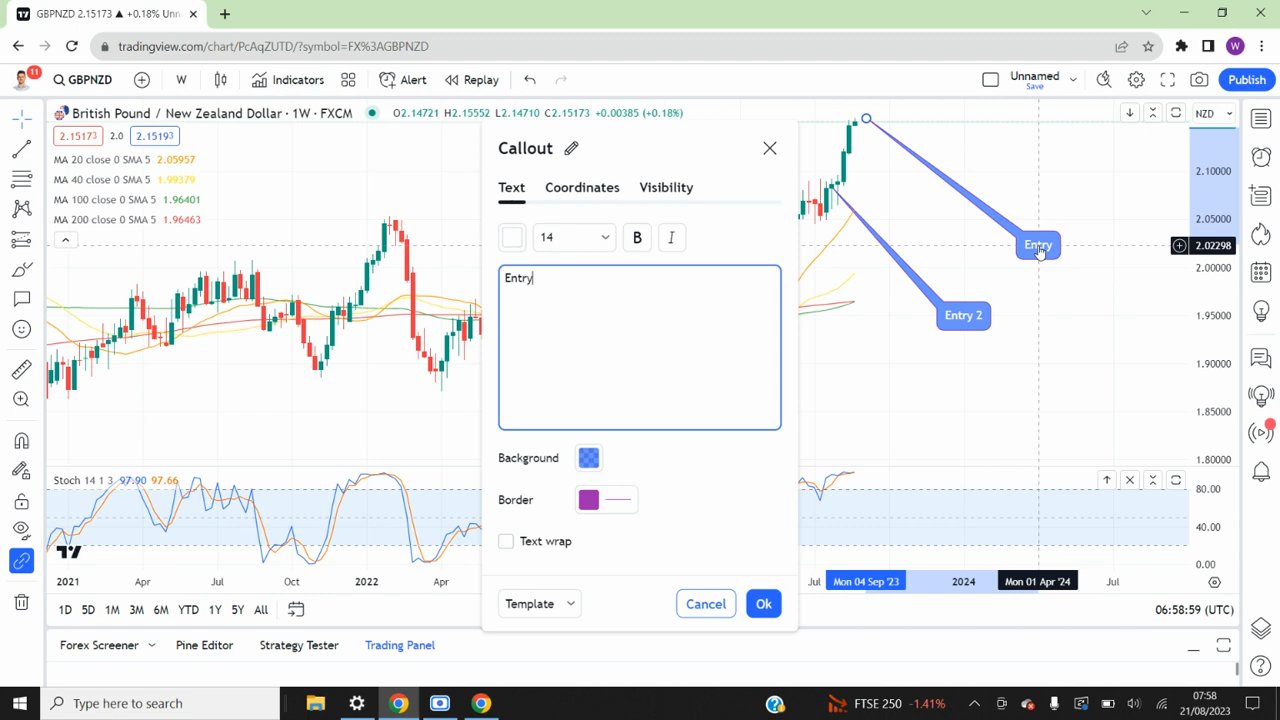 GBPNZD 2.15173 ▲ +0.18% Unn
tradingview.com/chart/PcAqZUTD/?symbol=FX%3AGBPNZD
W
11
GBPNZD
W
Indicators
Alert
Replay
Unnamed
Save
Publish
British Pound / New Zealand Dollar · 1W · FXCM
O2.14721 H2.15552 L2.14710 C2.15173 +0.00385 (+0.18%)
NZD
2.15173
2.0
2.15193
MA 20 close 0 SMA 5 2.05957
MA 40 close 0 SMA 5 1.99379
MA 100 close 0 SMA 5 1.96401
MA 200 close 0 SMA 5 1.96463
Callout
Text
Coordinates
Visibility
14
B
I
Entry
Background
Border
Text wrap
Template
Cancel
Ok
Entry
Entry 2
2.10000
2.05000
2.02298
2.00000
1.95000
1.90000
1.85000
1.80000
Stoch 14 1 3 97.90 97.66
80.00
40.00
0.00
2021
Apr
Jul
Oct
2022
Apr
Jul
Mon 04 Sep '23
2024
Mon 01 Apr '24
Jul
1D
5D
1M
3M
6M
YTD
1Y
5Y
All
06:58:59 (UTC)
Forex Screener
Pine Editor
Strategy Tester
Trading Panel
Type here to search
FTSE 250 -1.41%
07:58
21/08/2023